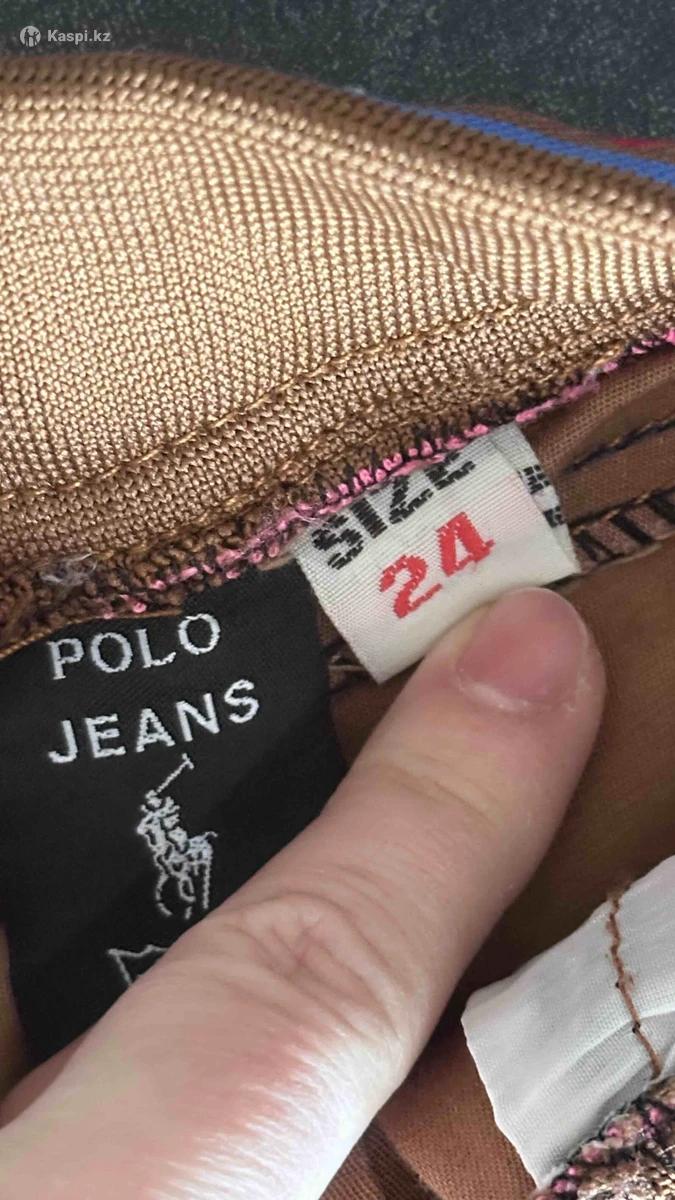 Kaspi.kz
SIZE
24
POLO
JEANS